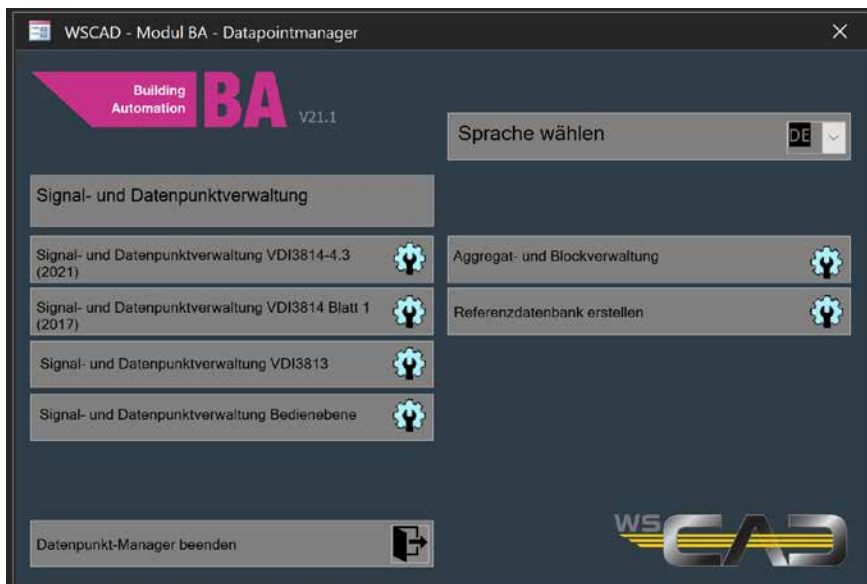 WSCAD - Modul BA - Datapointmanager
Building
Automation
BA
V21.1
Sprache wählen
DE
Signal- und Datenpunktverwaltung
Signal- und Datenpunktverwaltung VDI3814-4.3
(2021)
Aggregat- und Blockverwaltung
Signal- und Datenpunktverwaltung VDI3814 Blatt 1
(2017)
Referenzdatenbank erstellen
Signal- und Datenpunktverwaltung VDI3813
Signal- und Datenpunktverwaltung Bedienebene
Datenpunkt-Manager beenden
WS CAD